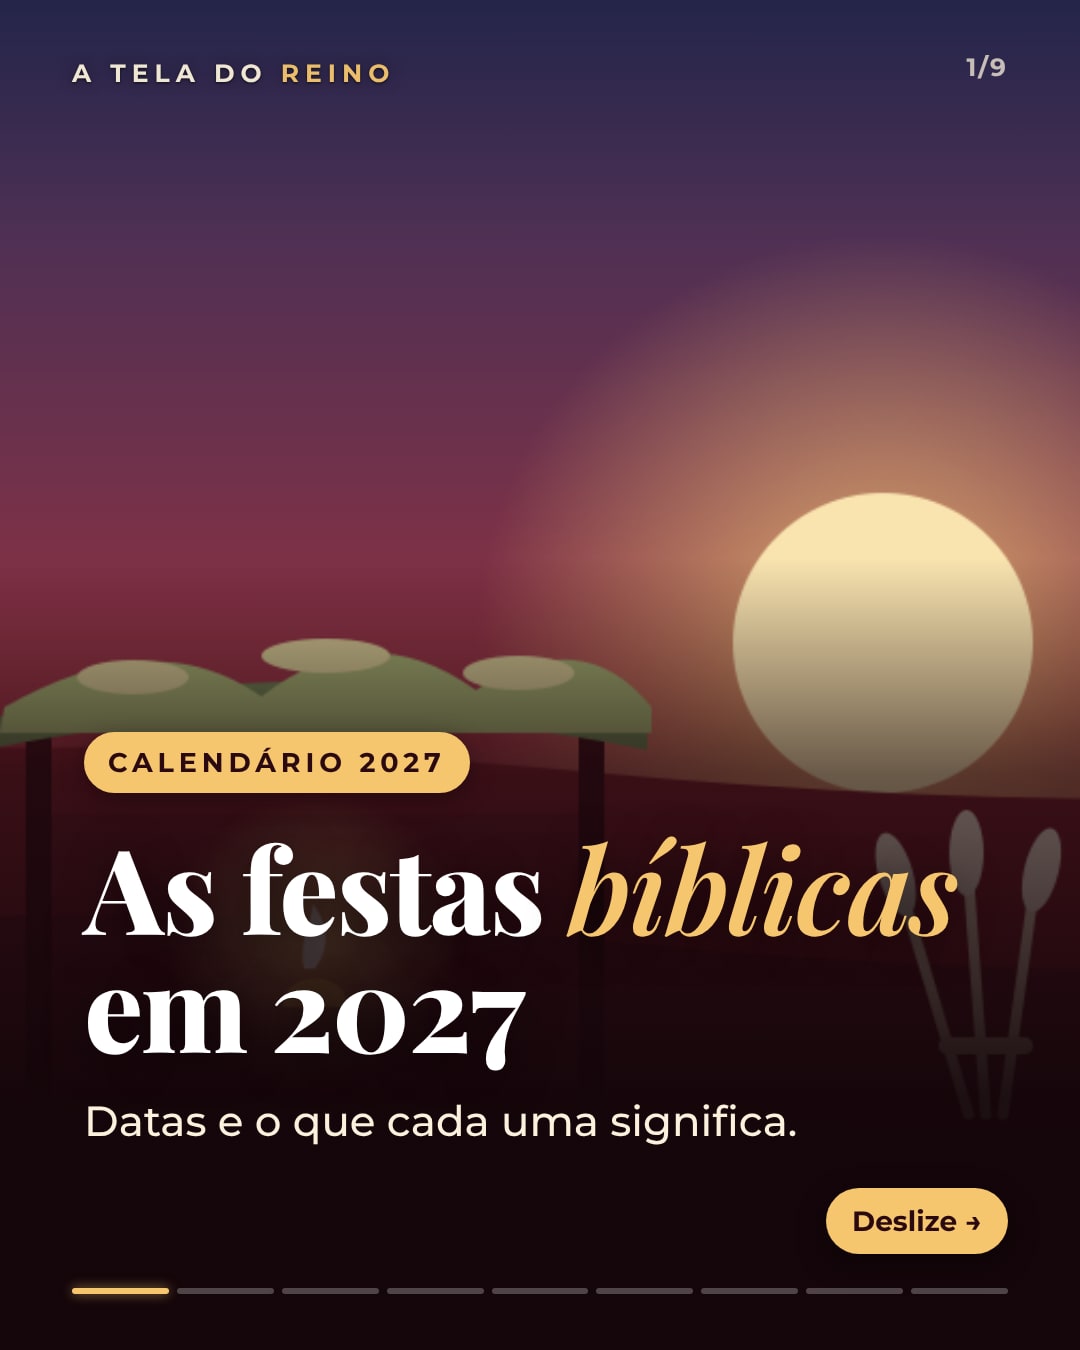 A TELA DO REINO
1/9
CALENDÁRIO 2027
As festas bíblicas
em 2027
Datas e o que cada uma significa.
Deslize →